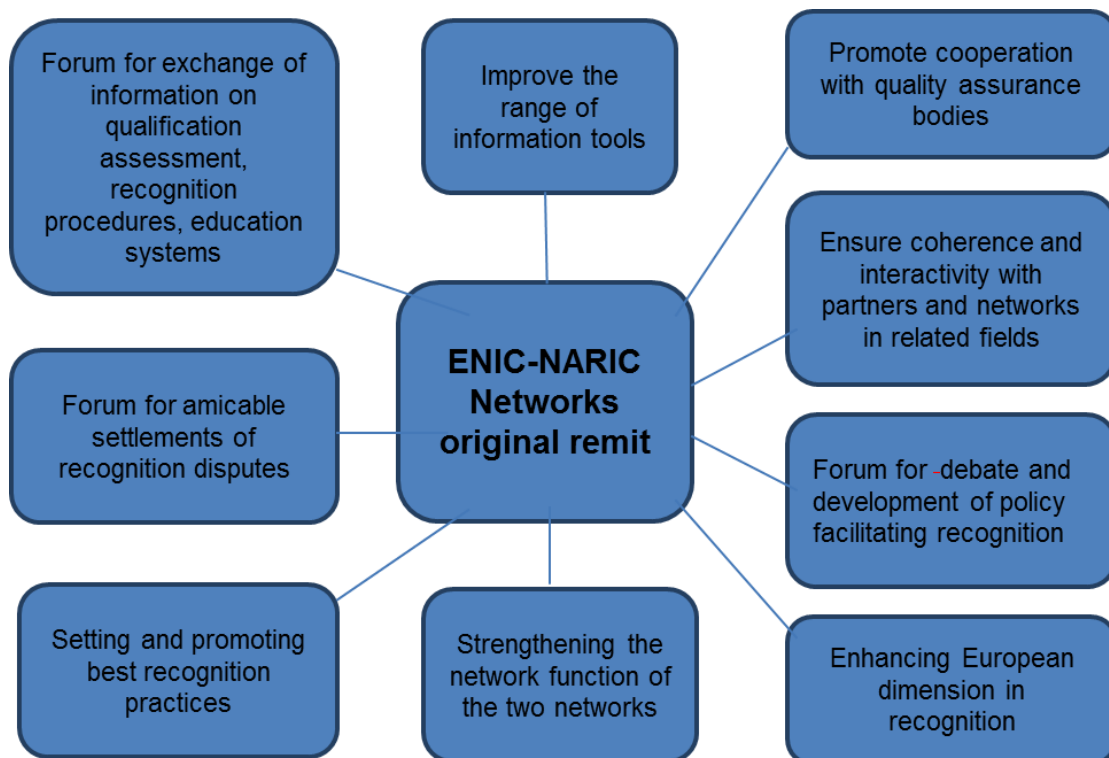 Forum for exchange of
information on
qualification
assessment,
recognition
procedures, education
systems
Improve the
range of
information tools
Promote cooperation
with quality assurance
bodies
Ensure coherence and
interactivity with
partners and networks
in related fields
ENIC-NARIC
Networks
original remit
Forum for amicable
settlements of
recognition disputes
Forum for -debate and
development of policy
facilitating recognition
Setting and promoting
best recognition
practices
Strengthening the
network function of
the two networks
Enhancing European
dimension in
recognition